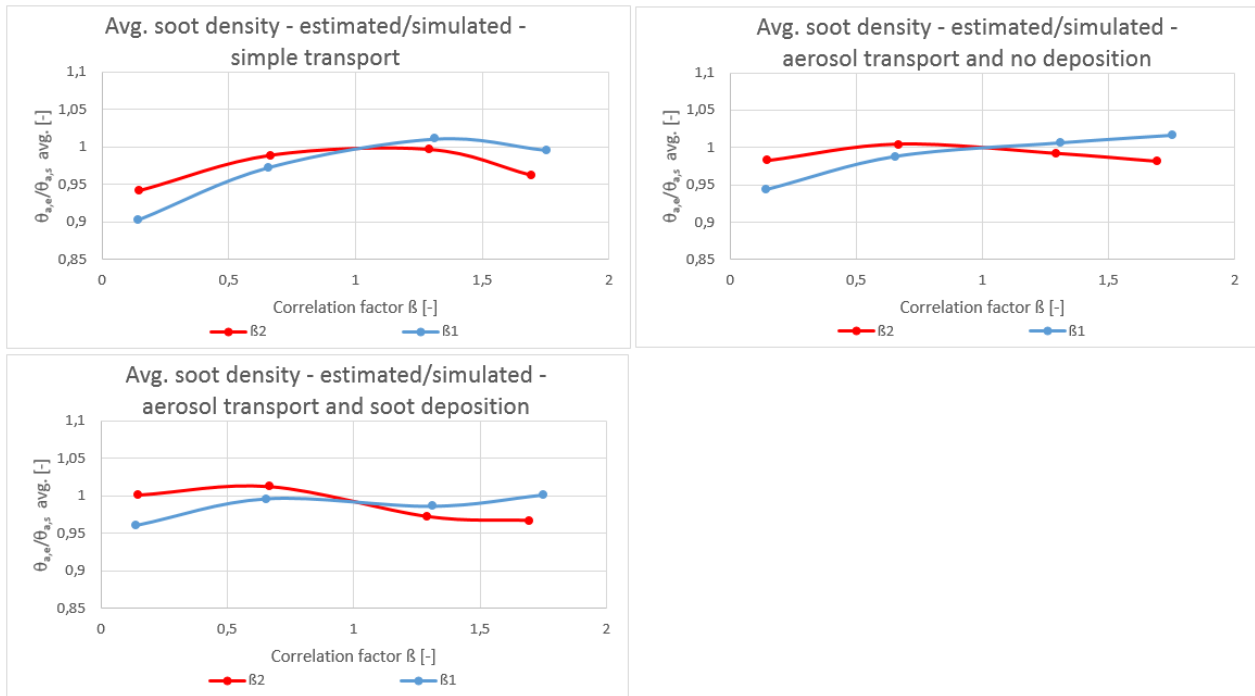 Avg. soot density - estimated/simulated -
simple transport
1,1
1,05
1
0,95
0,9
0,85
θa,e/θa,s avg. [-]
0 0,5 1 1,5 2
Correlation factor ß [-]
ß2 ß1
Avg. soot density - estimated/simulated -
aerosol transport and no deposition
1,1
1,05
1
0,95
0,9
0,85
θa,e/θa,s avg. [-]
0 0,5 1 1,5 2
Correlation factor ß [-]
ß2 ß1
Avg. soot density - estimated/simulated -
aerosol transport and soot deposition
1,1
1,05
1
0,95
0,9
0,85
θa,e/θa,s avg. [-]
0 0,5 1 1,5 2
Correlation factor ß [-]
ß2 ß1